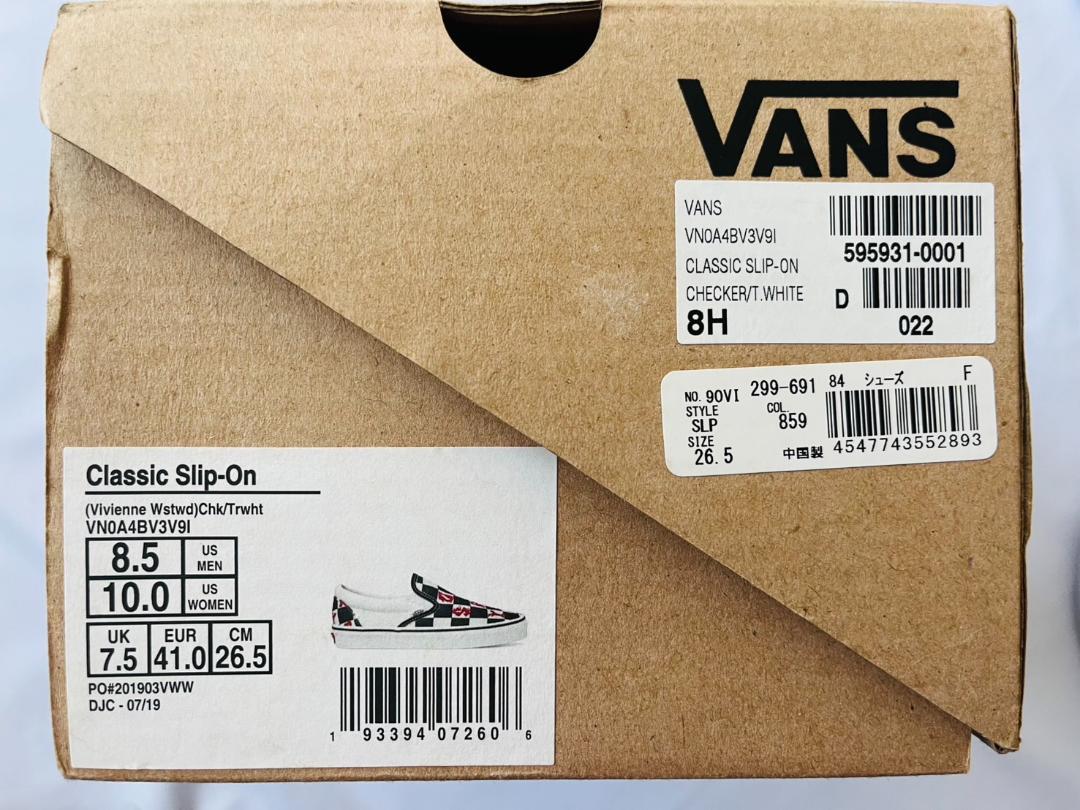 VANS
VANS
VN0A4BV3V9I
CLASSIC SLIP-ON
CHECKER/T.WHITE
8H
595931-0001
D
022
NO. 90VI 299-691 84 シューズ F
STYLE COL.
SLP 859
SIZE
26.5 中国製 4547743552893
Classic Slip-On
(Vivienne Wstwd)Chk/Trwht
VN0A4BV3V9I
8.5 US MEN
10.0 US WOMEN
UK EUR CM
7.5 41.0 26.5
PO#201903VWW
DJC - 07/19
1 93394 07260 6